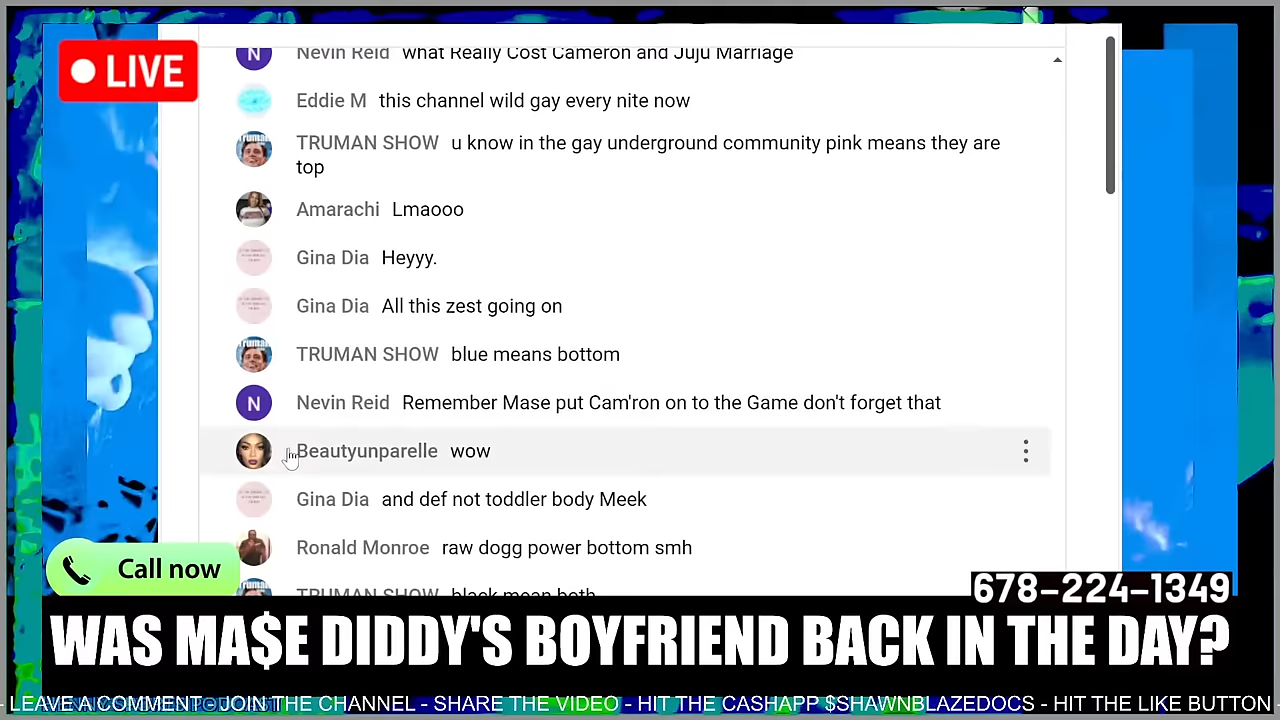 LIVE
Nevin Reid what Really Cost Cameron and Juju Marriage
Eddie M this channel wild gay every nite now
TRUMAN SHOW u know in the gay underground community pink means they are
top
Amarachi Lmaooo
Gina Dia Heyyy.
Gina Dia All this zest going on
TRUMAN SHOW blue means bottom
N Nevin Reid Remember Mase put Cam'ron on to the Game don't forget that
Beautyunparelle wow
Gina Dia and def not toddler body Meek
Ronald Monroe raw dogg power bottom smh
TRUMAN SHOW black mean both
Call now
678-224-1349
WAS MA$E DIDDY'S BOYFRIEND BACK IN THE DAY?
- LEAVE A COMMENT - JOIN THE CHANNEL - SHARE THE VIDEO - HIT THE CASHAPP $SHAWNBLAZEDOCS - HIT THE LIKE BUTTON